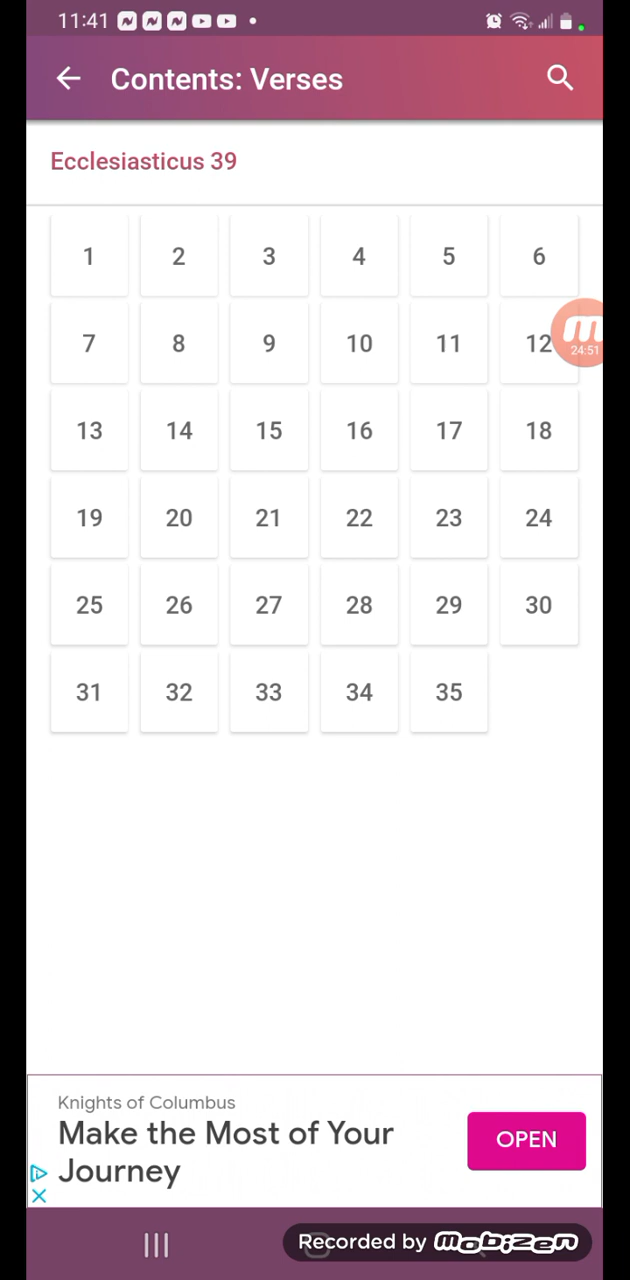 11:41
Contents: Verses
Ecclesiasticus 39
1 2 3 4 5 6
7 8 9 10 11 12
24:51
13 14 15 16 17 18
19 20 21 22 23 24
25 26 27 28 29 30
31 32 33 34 35
Knights of Columbus
Make the Most of Your
Journey
OPEN
Recorded by mobizen